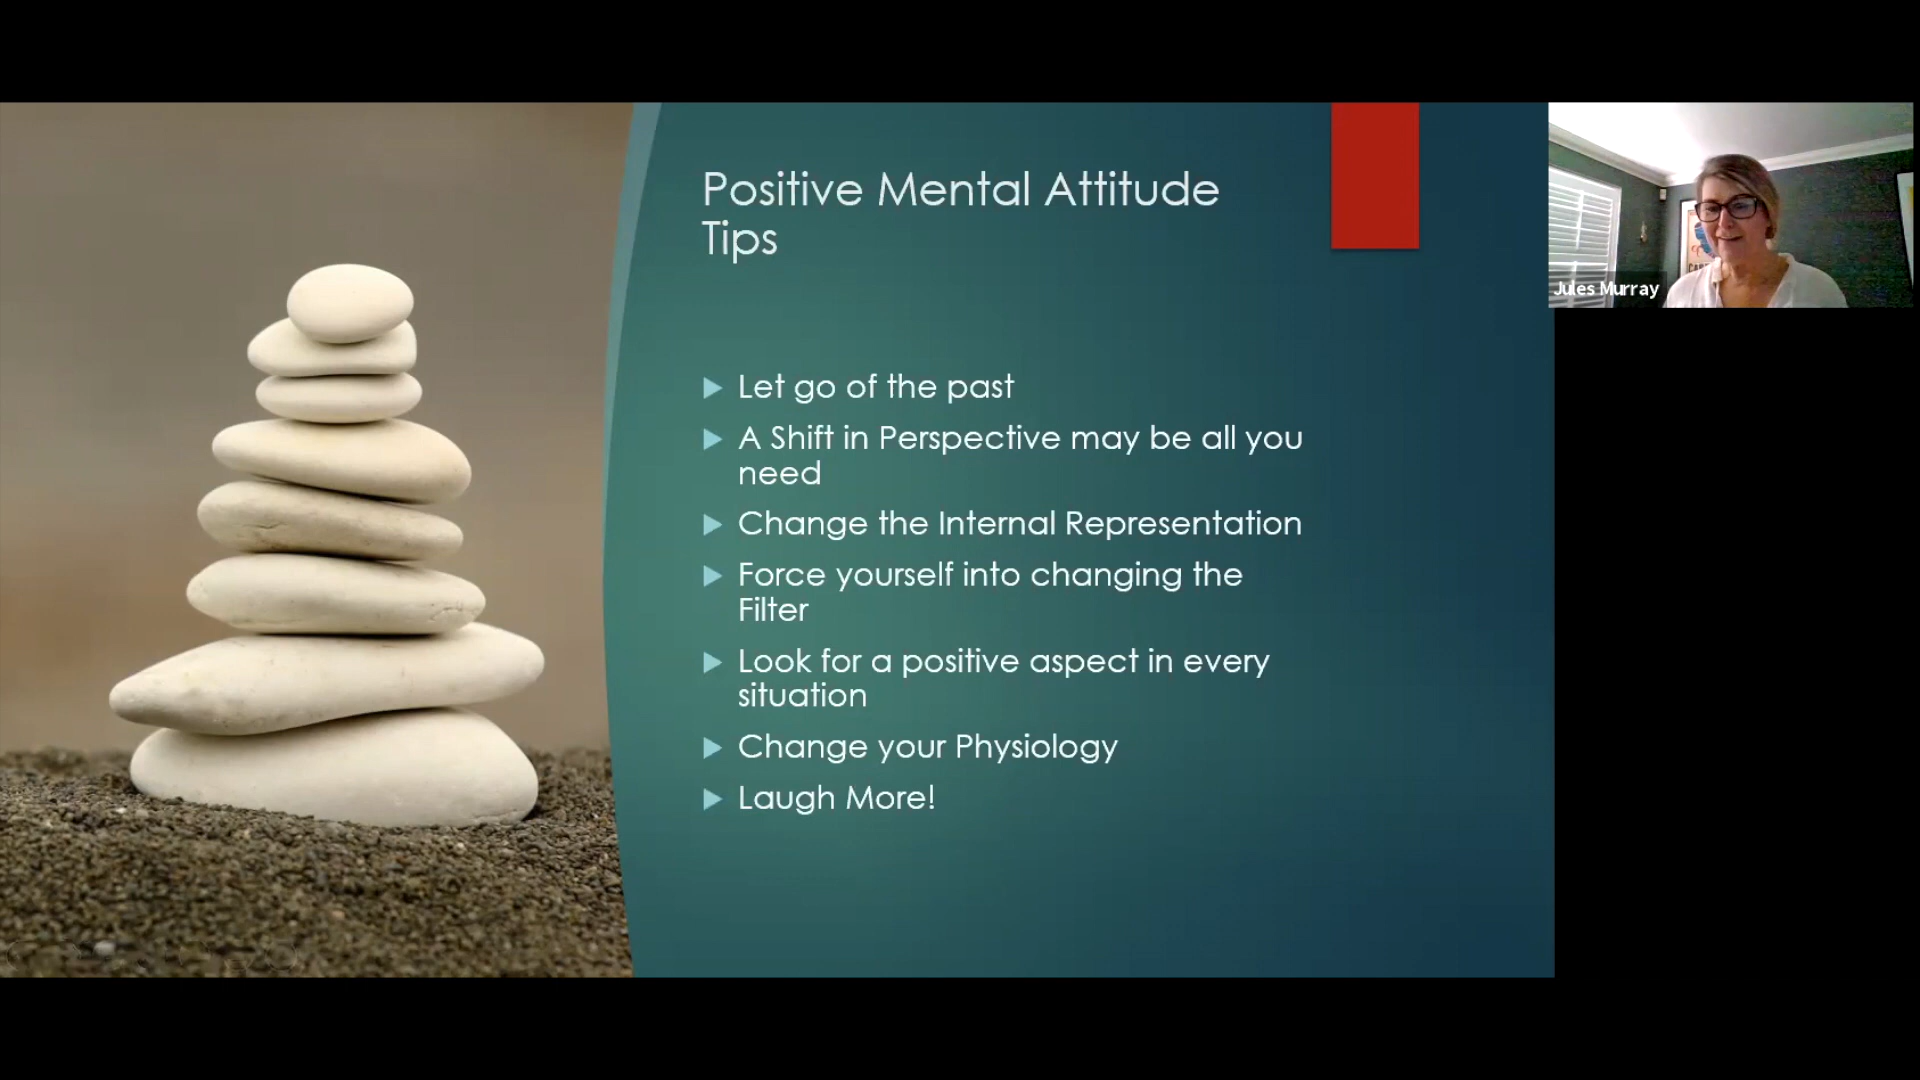 Positive Mental Attitude
Tips
Jules Murray
Let go of the past
A Shift in Perspective may be all you
need
Change the Internal Representation
Force yourself into changing the
Filter
Look for a positive aspect in every
situation
Change your Physiology
Laugh More!